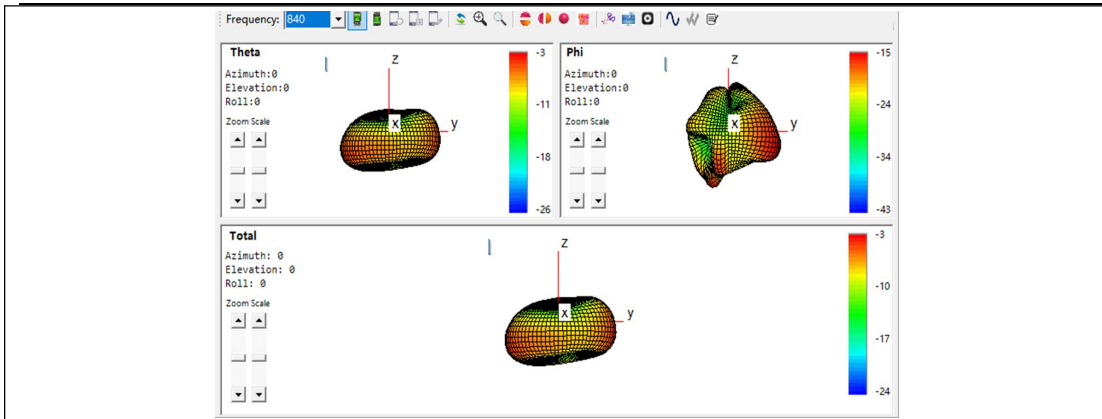 Frequency: 840
Theta
Azimuth:0
Elevation:0
Roll:0
Zoom Scale
z
x
y
-3
-11
-18
-26
Phi
Azimuth:0
Elevation:0
Roll:0
Zoom Scale
z
x
y
-15
-24
-34
-43
Total
Azimuth: 0
Elevation: 0
Roll: 0
Zoom Scale
z
x
y
-3
-10
-17
-24